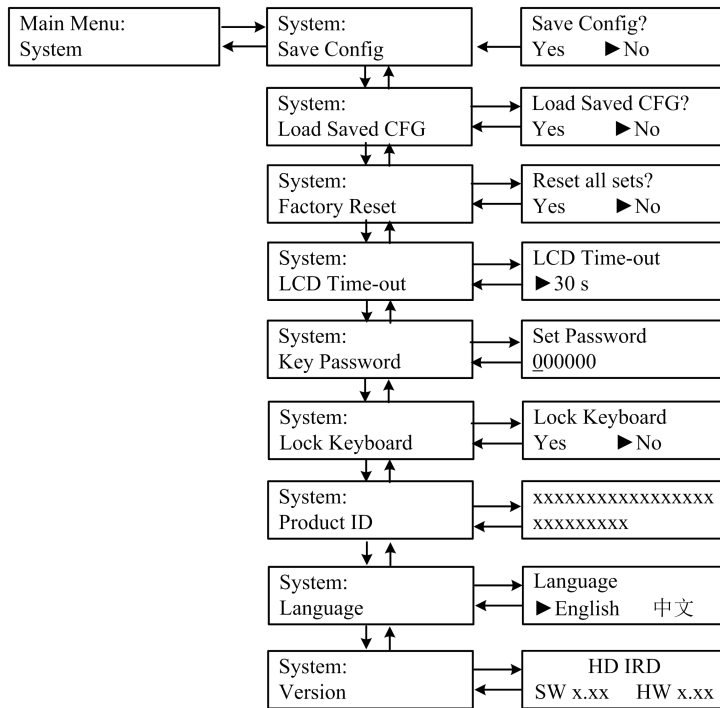 Main Menu:
System
System:
Save Config
Save Config?
Yes ►No
System:
Load Saved CFG
Load Saved CFG?
Yes ►No
System:
Factory Reset
Reset all sets?
Yes ►No
System:
LCD Time-out
LCD Time-out
►30 s
System:
Key Password
Set Password
000000
System:
Lock Keyboard
Lock Keyboard
Yes ►No
System:
Product ID
xxxxxxxxxxxxxxxxx
xxxxxxxxx
System:
Language
Language
►English 中文
System:
Version
HD IRD
SW x.xx HW x.xx